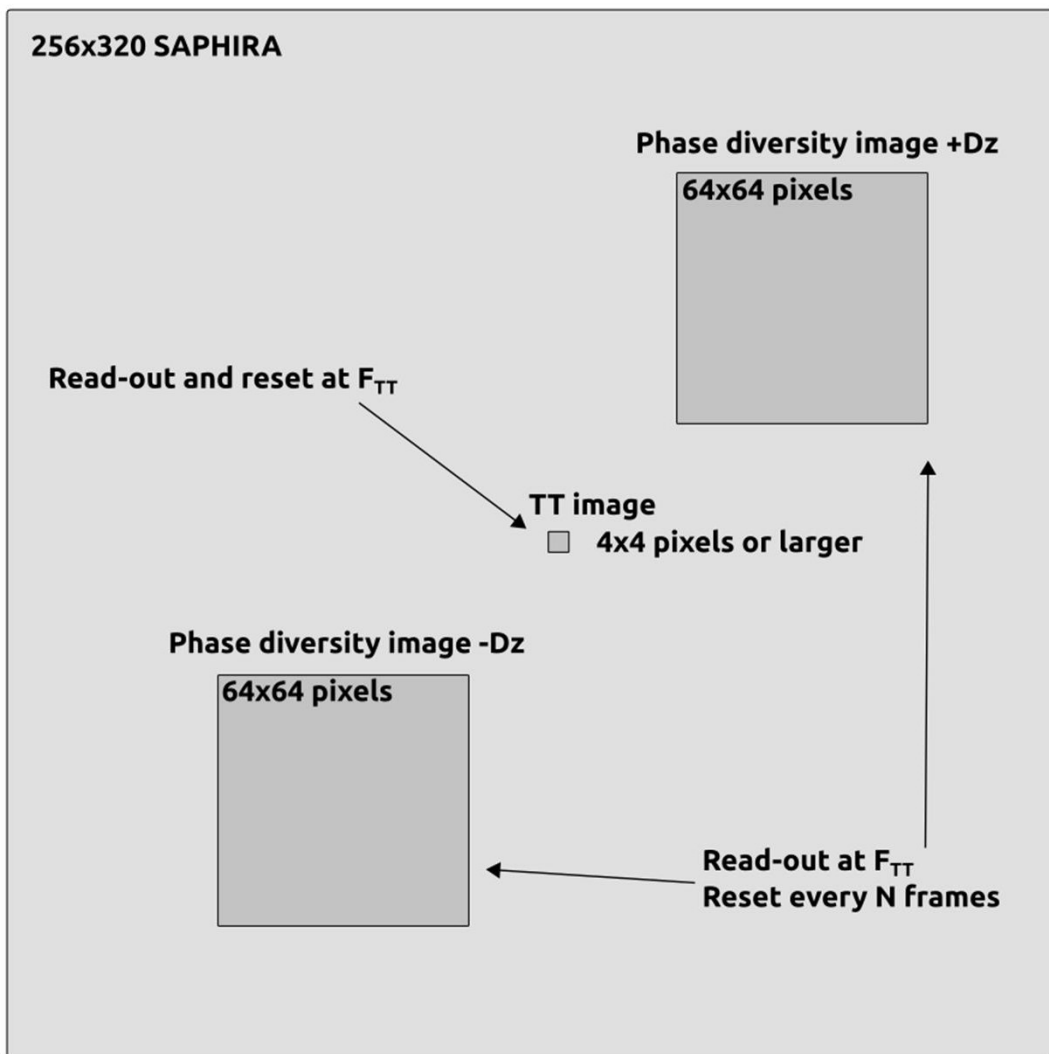 256x320 SAPHIRA
Phase diversity image +Dz
64x64 pixels
Read-out and reset at F_TT
TT image
4x4 pixels or larger
Phase diversity image -Dz
64x64 pixels
Read-out at F_TT
Reset every N frames